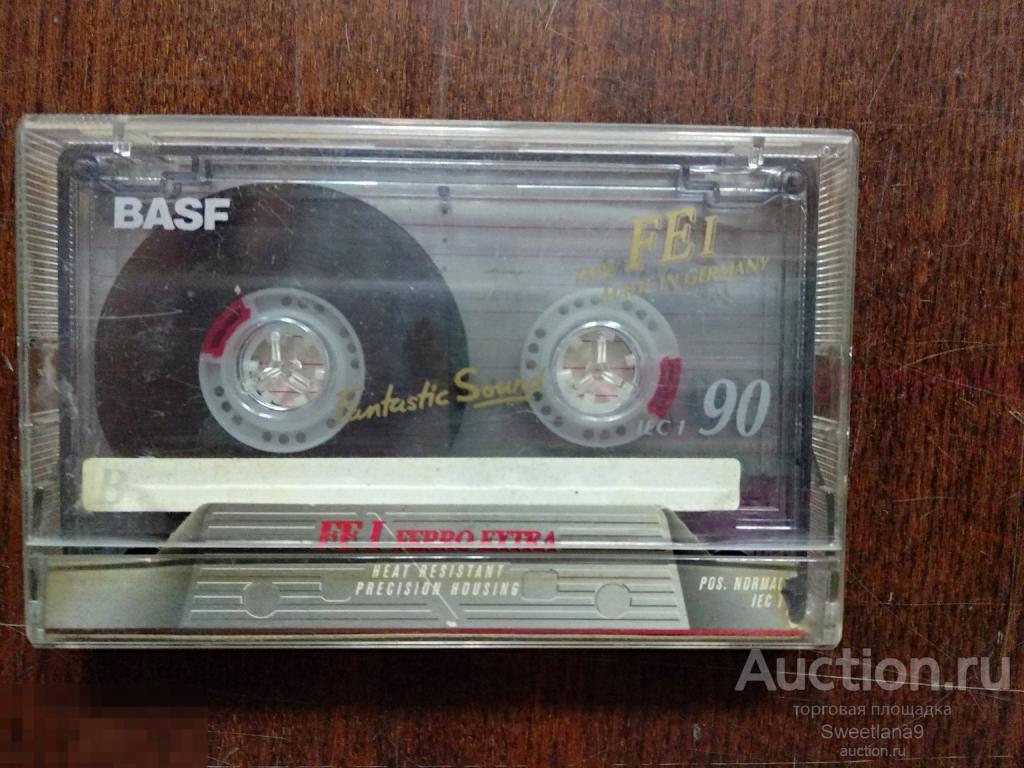 BASF
FE I
MADE IN GERMANY
Fantastic Sound
IEC I 90
B
FE I FERRO EXTRA
HEAT RESISTANT
PRECISION HOUSING
POS. NORMAL
IEC I
Auction.ru
торговая площадка
Sweetlana9
auction.ru